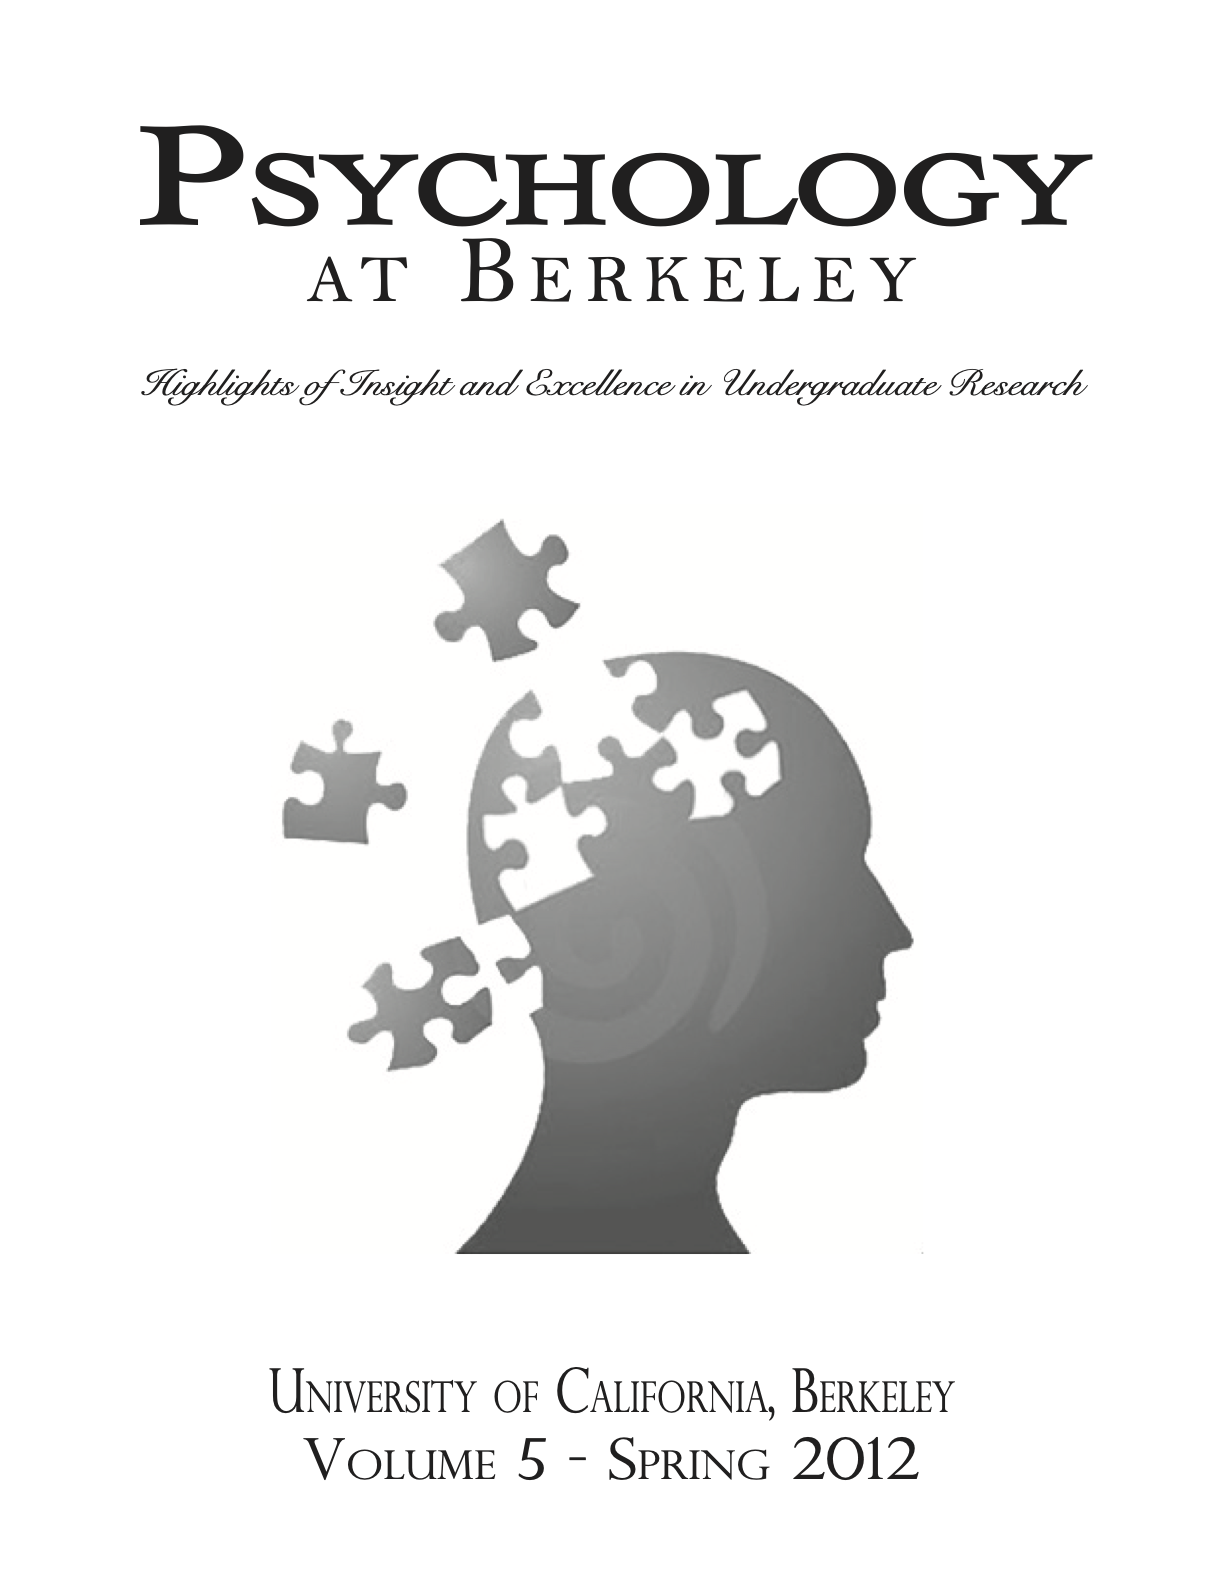 Psychology
at Berkeley
Highlights of Insight and Excellence in Undergraduate Research
University of California, Berkeley
Volume 5 - Spring 2012